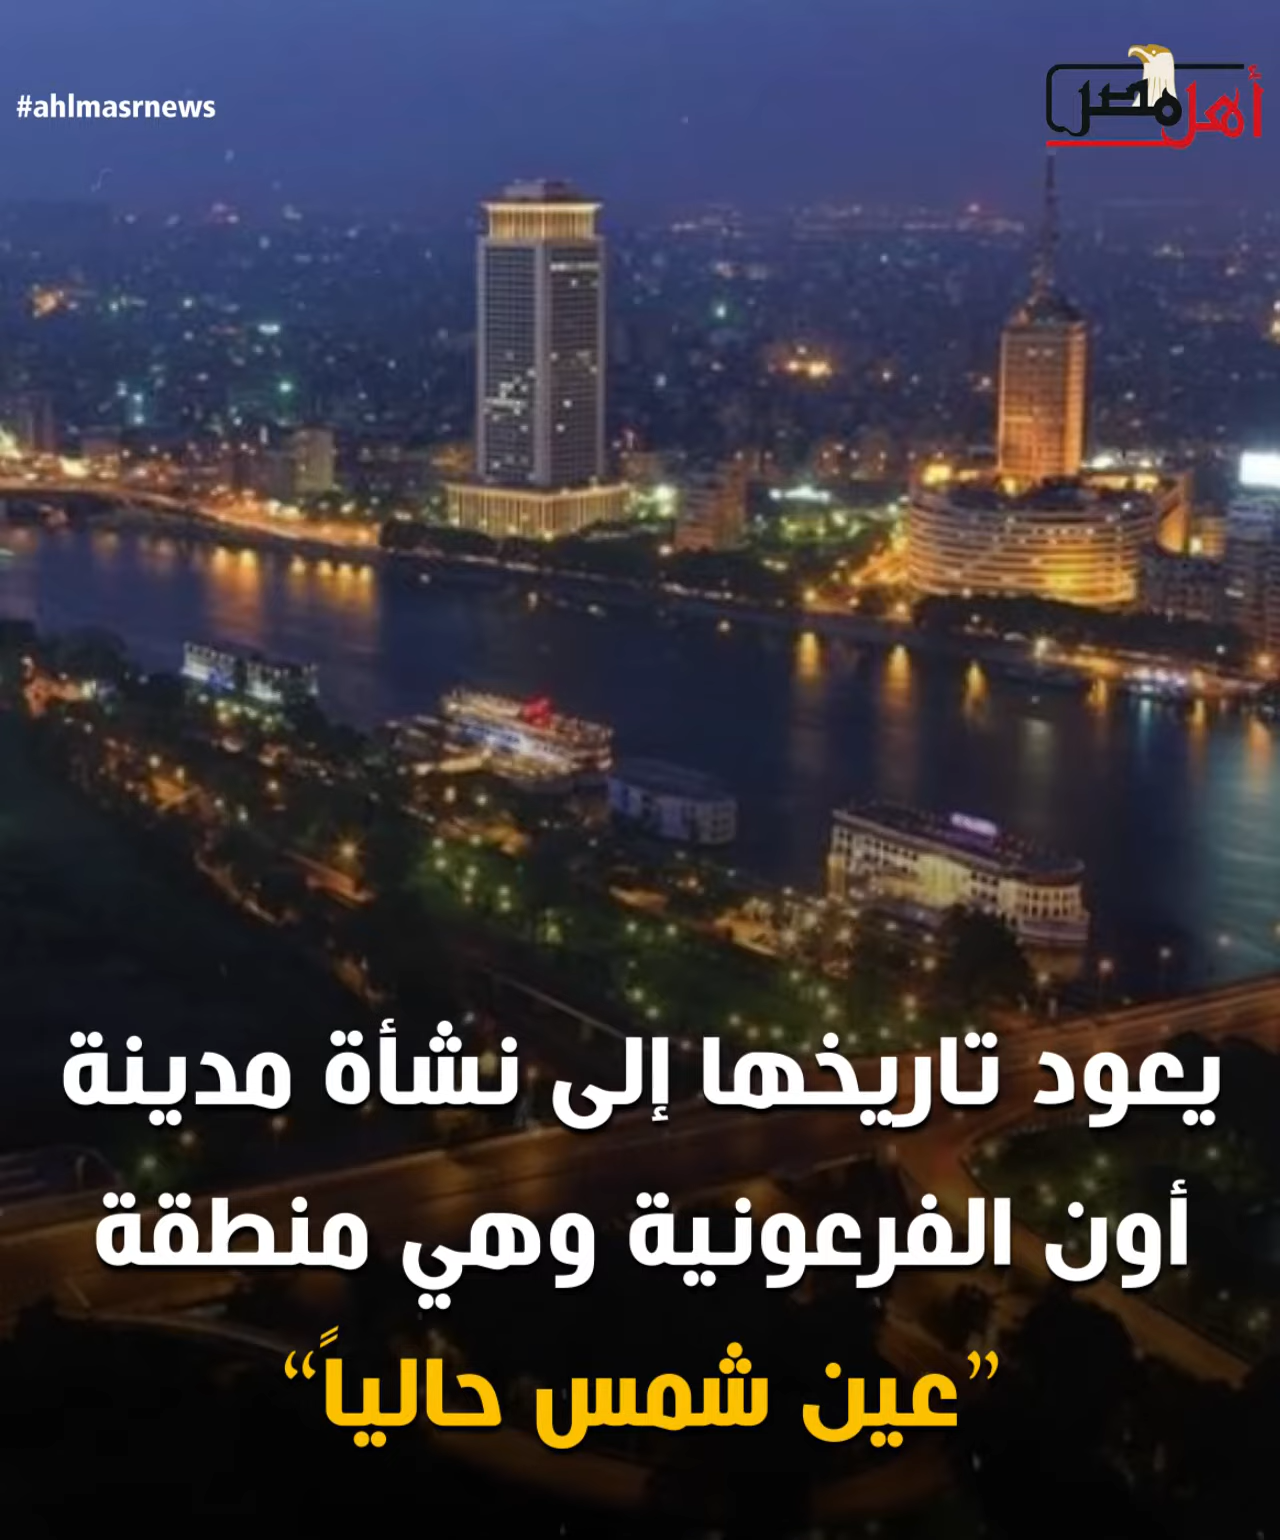 #ahlmasrnews
أهل مصر
يعود تاريخها إلى نشأة مدينة
أون الفرعونية وهي منطقة
”عين شمس حالياً“